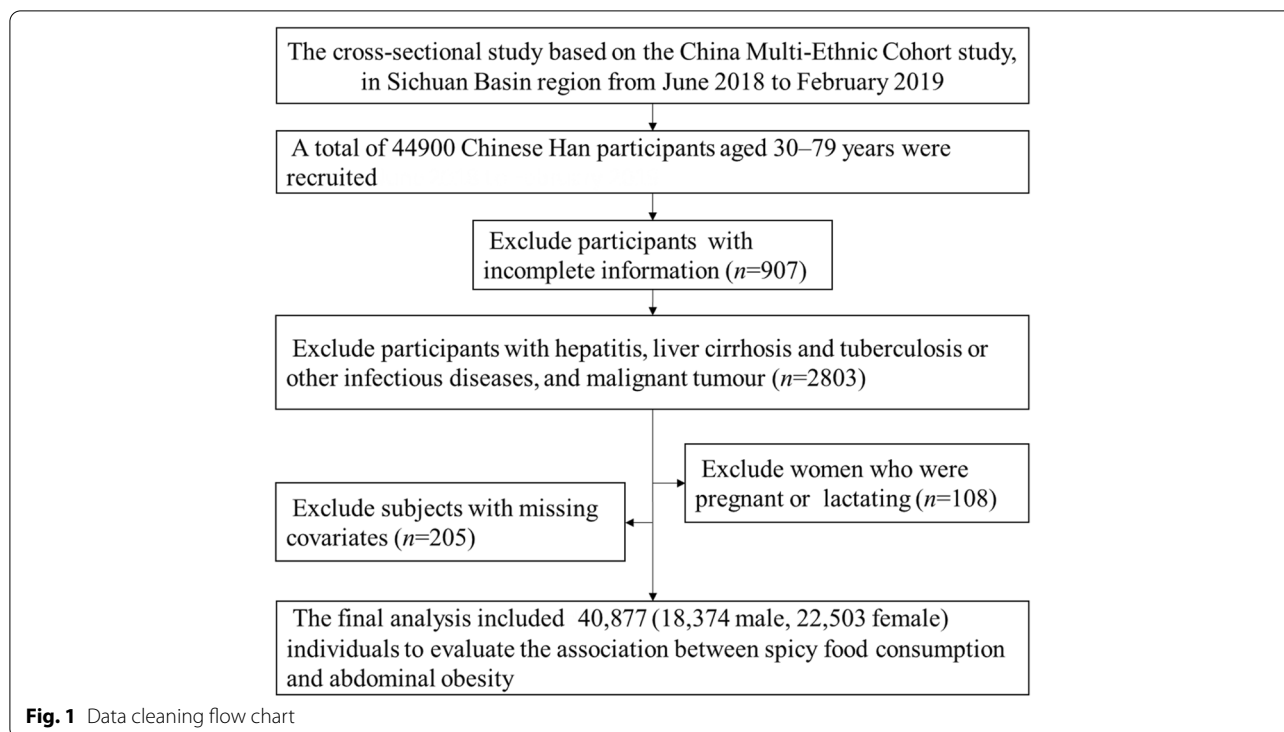 The cross-sectional study based on the China Multi-Ethnic Cohort study,
in Sichuan Basin region from June 2018 to February 2019
A total of 44900 Chinese Han participants aged 30–79 years were
recruited
Exclude participants with
incomplete information (n=907)
Exclude participants with hepatitis, liver cirrhosis and tuberculosis or
other infectious diseases, and malignant tumour (n=2803)
Exclude women who were
pregnant or lactating (n=108)
Exclude subjects with missing
covariates (n=205)
The final analysis included 40,877 (18,374 male, 22,503 female)
individuals to evaluate the association between spicy food consumption
and abdominal obesity
Fig. 1 Data cleaning flow chart